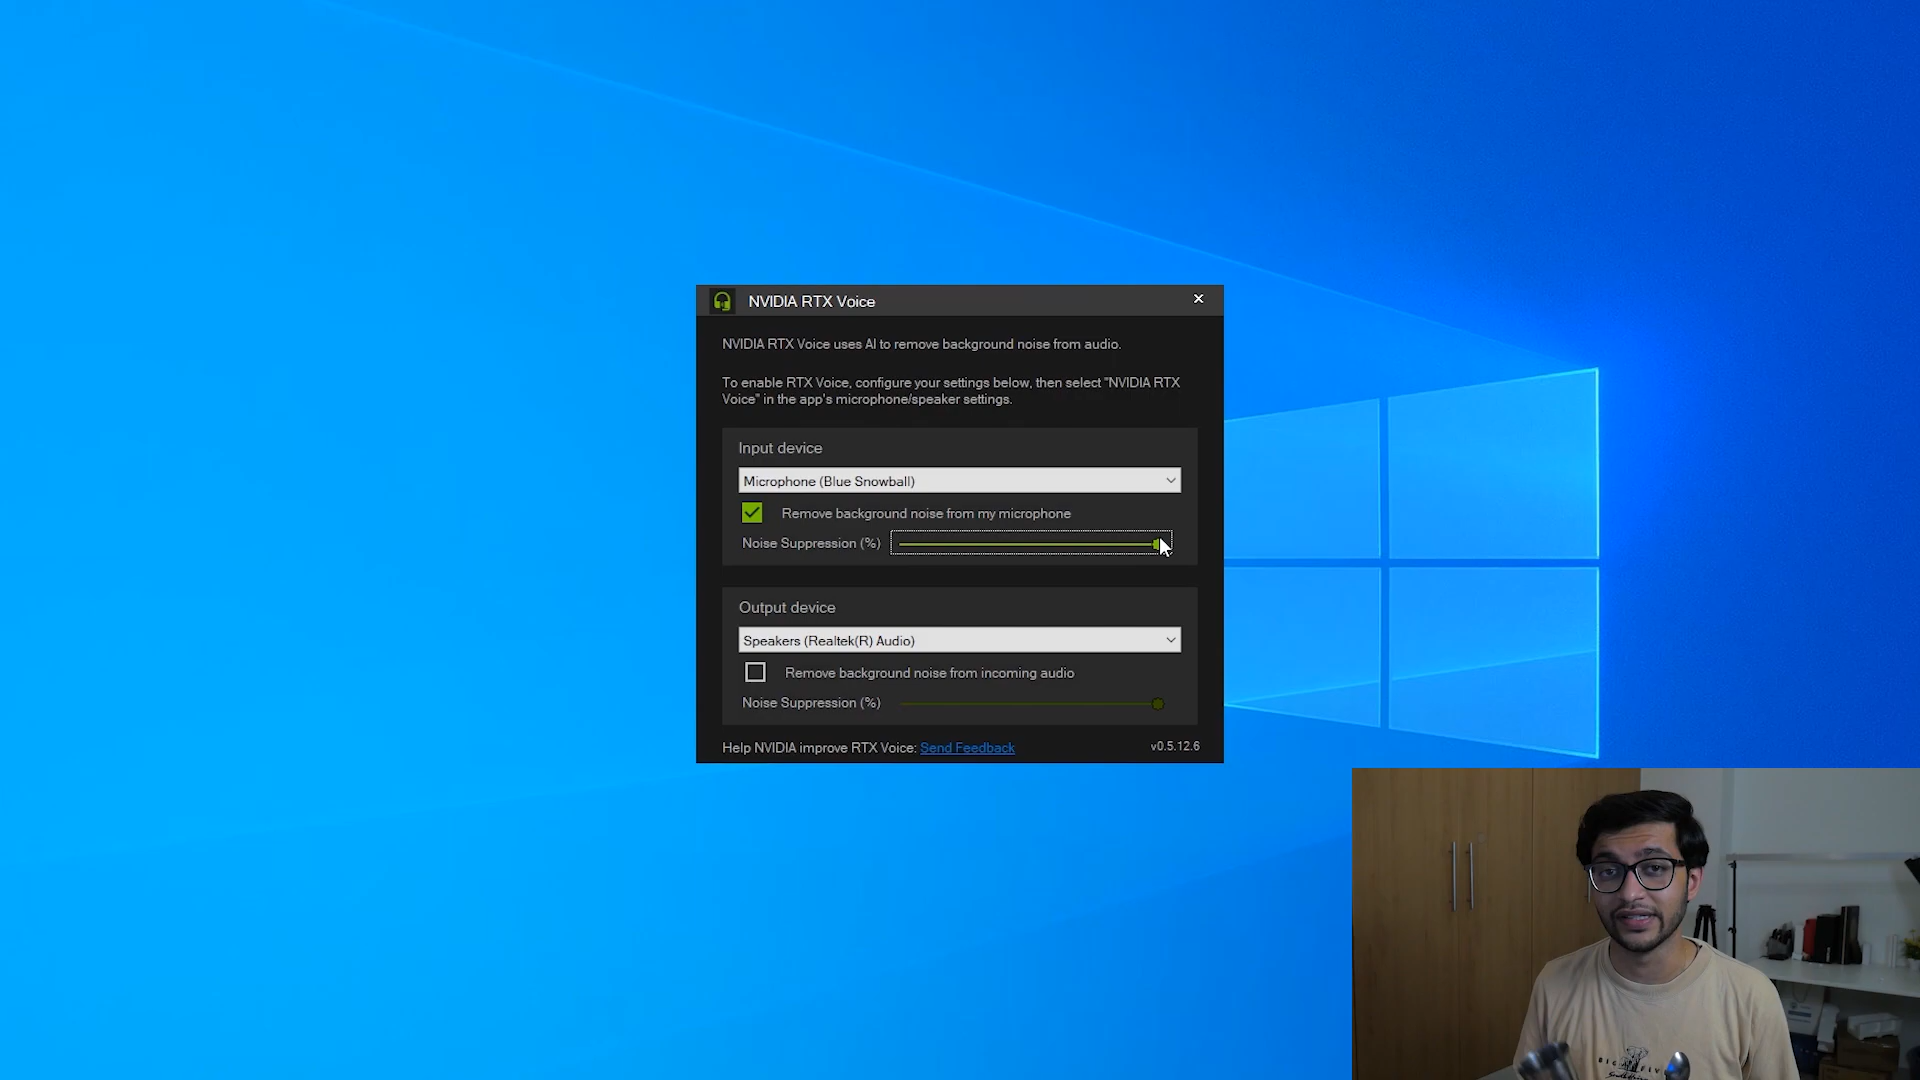 NVIDIA RTX Voice
NVIDIA RTX Voice uses AI to remove background noise from audio.
To enable RTX Voice, configure your settings below, then select "NVIDIA RTX
Voice" in the app's microphone/speaker settings.
Input device
Microphone (Blue Snowball)
Remove background noise from my microphone
Noise Suppression (%)
Output device
Speakers (Realtek(R) Audio)
Remove background noise from incoming audio
Noise Suppression (%)
Help NVIDIA improve RTX Voice: Send Feedback
v0.5.12.6